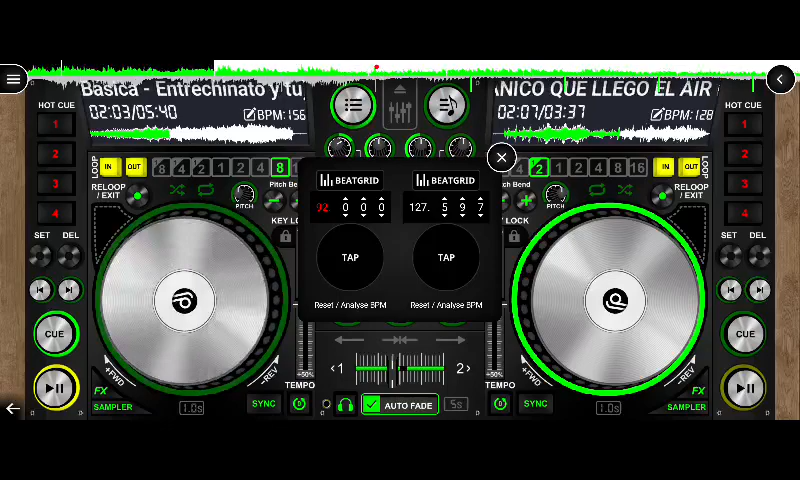 Básica - Entrechinato y tu
02:03/05:40
BPM:156
ÁNICO QUE LLEGO EL AIR
02:07/03:37
BPM:128
HOT CUE
1
2
3
4
SET DEL
CUE
LOOP
IN OUT
8 4 2 1 2 4 8
RELOOP
/ EXIT
PITCH
Pitch Bend
KEY LO
BEATGRID
92 0 0 0
TAP
Reset / Analyse BPM
BEATGRID
127. 5 9 7
TAP
Reset / Analyse BPM
4 2 1 2 4 8 16
IN OUT
LOOP
Bend
PITCH
RELOOP
/ EXIT
LOCK
HOT CUE
1
2
3
4
SET DEL
CUE
+FWD
-REV
FX
SAMPLER
1.0s
SYNC
+50%
TEMPO
1
2
AUTO FADE
5s
+50%
TEMPO
SYNC
1.0s
+FWD
-REV
FX
SAMPLER